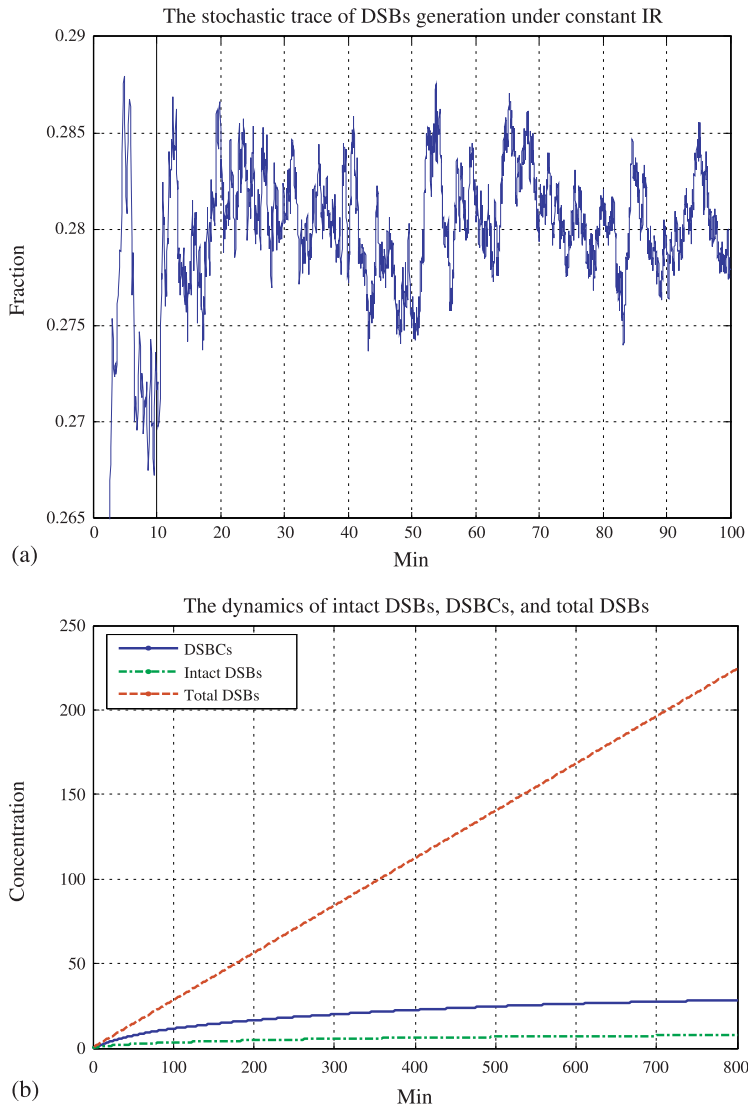 The stochastic trace of DSBs generation under constant IR
0.29
0.285
0.28
0.275
0.27
0.265
Fraction
0 10 20 30 40 50 60 70 80 90 100
Min
(a)
The dynamics of intact DSBs, DSBCs, and total DSBs
250
200
150
100
50
0
Concentration
DSBCs
Intact DSBs
Total DSBs
0 100 200 300 400 500 600 700 800
Min
(b)